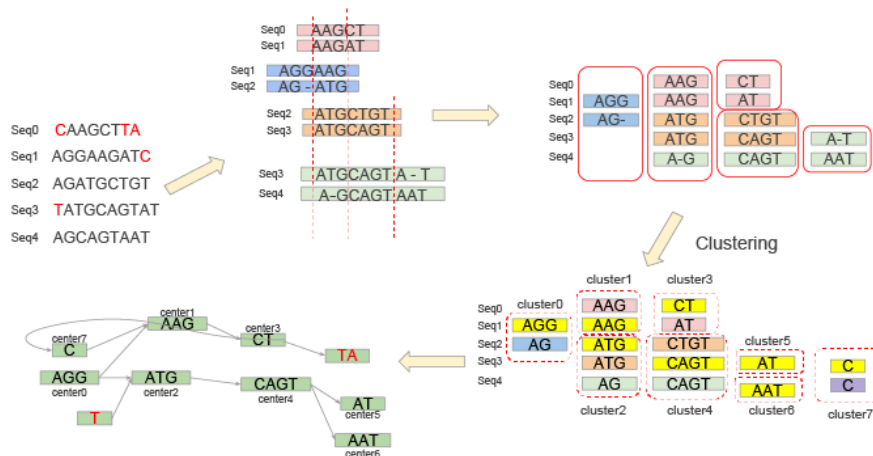 Seq0 CAAGCTTA
Seq1 AGGAAGATC
Seq2 AGATGCTGT
Seq3 TATGCAGTAT
Seq4 AGCAGTAAT
Seq0 AAGCT
Seq1 AAGAT
Seq1 AGGAAG
Seq2 AG - ATG
Seq2 ATGCTGT
Seq3 ATGCAGT
Seq3 ATGCAGT A - T
Seq4 A-GCAGT AAT
Seq0 AAG CT
Seq1 AGG AAG AT
Seq2 AG- ATG CTGT
Seq3 ATG CAGT A-T
Seq4 A-G CAGT AAT
Clustering
cluster1 cluster3
cluster0
Seq0 AAG CT
Seq1 AGG AAG AT
Seq2 AG ATG CTGT
cluster5
Seq3 ATG CAGT AT C
Seq4 AG CAGT AAT C
cluster2 cluster4 cluster6 cluster7
center1
AAG
center7
C
center3
CT
TA
AGG
center0
ATG
center2
CAGT
center4
T
AT
center5
AAT
center6